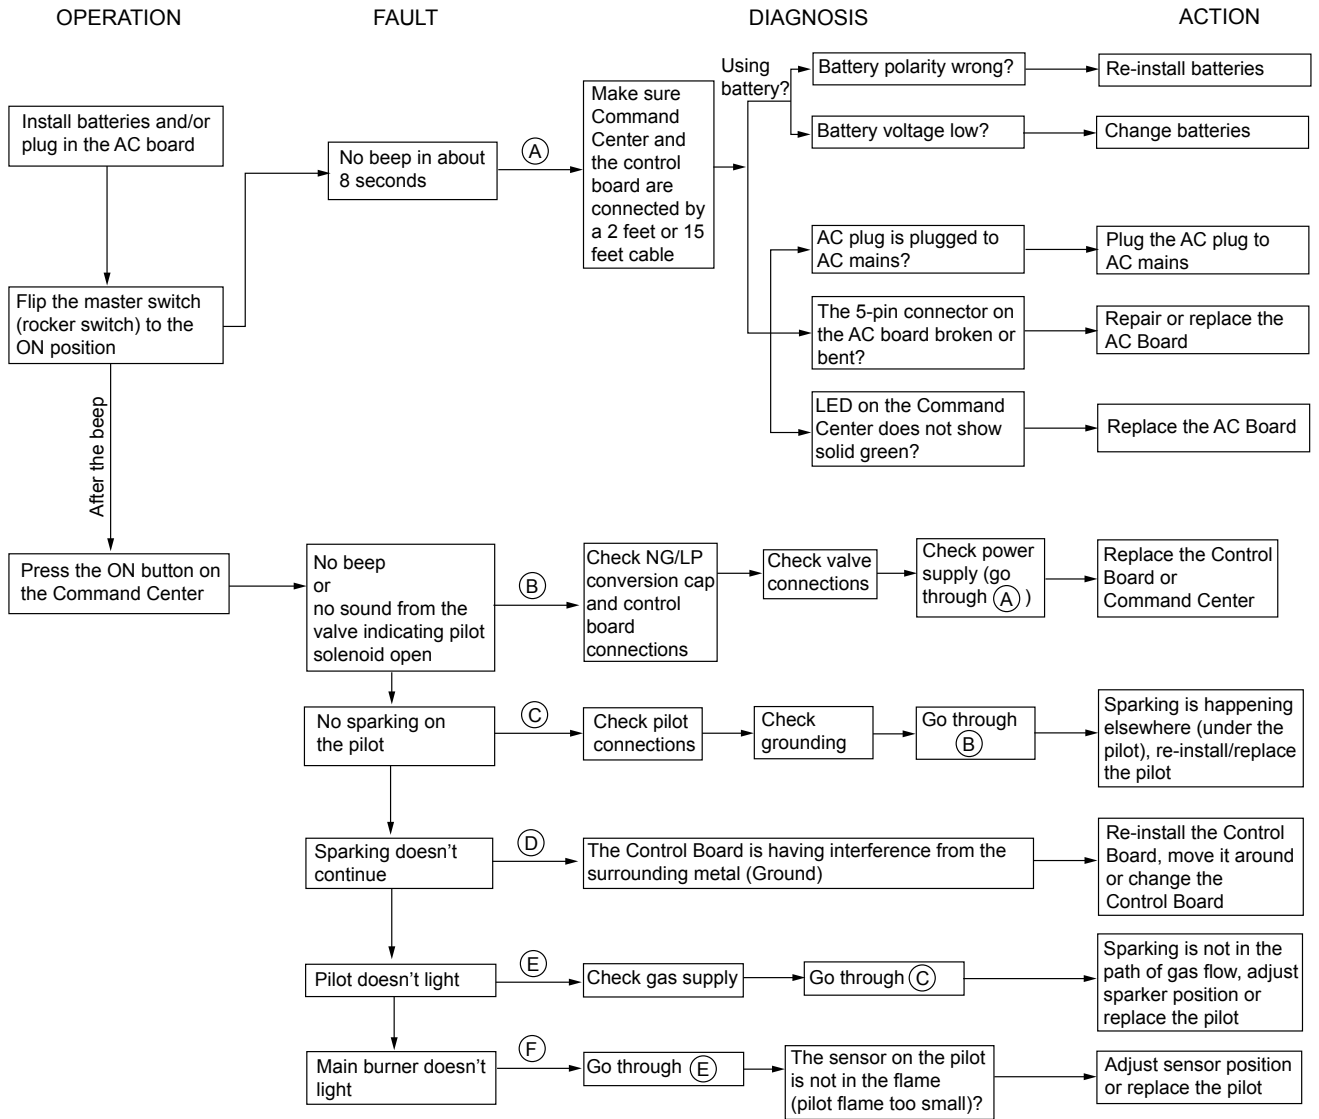 OPERATION
FAULT
DIAGNOSIS
ACTION
Install batteries and/or
plug in the AC board
Flip the master switch
(rocker switch) to the
ON position
After the beep
Press the ON button on
the Command Center
No beep in about
8 seconds
A
Make sure
Command
Center and
the control
board are
connected by
a 2 feet or 15
feet cable
Using
battery?
Battery polarity wrong?
Re-install batteries
Battery voltage low?
Change batteries
AC plug is plugged to
AC mains?
Plug the AC plug to
AC mains
The 5-pin connector on
the AC board broken or
bent?
Repair or replace the
AC Board
LED on the Command
Center does not show
solid green?
Replace the AC Board
No beep
or
no sound from the
valve indicating pilot
solenoid open
B
Check NG/LP
conversion cap
and control
board
connections
Check valve
connections
Check power
supply (go
through A )
Replace the Control
Board or
Command Center
No sparking on
the pilot
C
Check pilot
connections
Check
grounding
Go through
B
Sparking is happening
elsewhere (under the
pilot), re-install/replace
the pilot
Sparking doesn't
continue
D
The Control Board is having interference from the
surrounding metal (Ground)
Re-install the Control
Board, move it around
or change the
Control Board
Pilot doesn't light
E
Check gas supply
Go through C
Sparking is not in the
path of gas flow, adjust
sparker position or
replace the pilot
Main burner doesn't
light
F
Go through E
The sensor on the pilot
is not in the flame
(pilot flame too small)?
Adjust sensor position
or replace the pilot